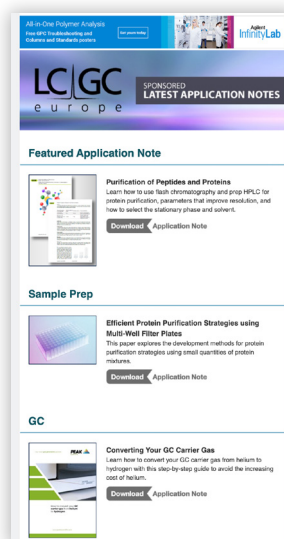 All-in-One Polymer Analysis
Free GPC Troubleshooting and
Columns and Standards posters
Get yours today
Agilent
InfinityLab
LC|GC
europe
SPONSORED
LATEST APPLICATION NOTES
Featured Application Note
Purification of Peptides and Proteins
Learn how to use flash chromatography and prep HPLC for
protein purification, parameters that improve resolution, and
how to select the stationary phase and solvent.
Download Application Note
Sample Prep
Efficient Protein Purification Strategies using
Multi-Well Filter Plates
This paper explores the development methods for protein
purification strategies using small quantities of protein
mixtures.
Download Application Note
GC
PEAK
Converting Your GC Carrier Gas
Learn how to convert your GC carrier gas from helium to
hydrogen with this step-by-step guide to avoid the increasing
cost of helium.
Download Application Note